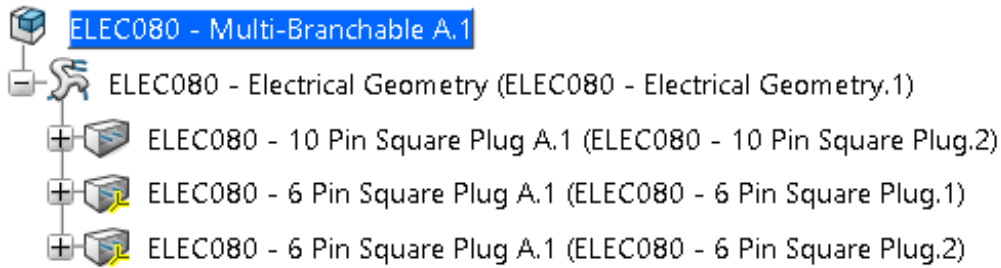 ELEC080 - Multi-Branchable A.1
ELEC080 - Electrical Geometry (ELEC080 - Electrical Geometry.1)
ELEC080 - 10 Pin Square Plug A.1 (ELEC080 - 10 Pin Square Plug.2)
ELEC080 - 6 Pin Square Plug A.1 (ELEC080 - 6 Pin Square Plug.1)
ELEC080 - 6 Pin Square Plug A.1 (ELEC080 - 6 Pin Square Plug.2)